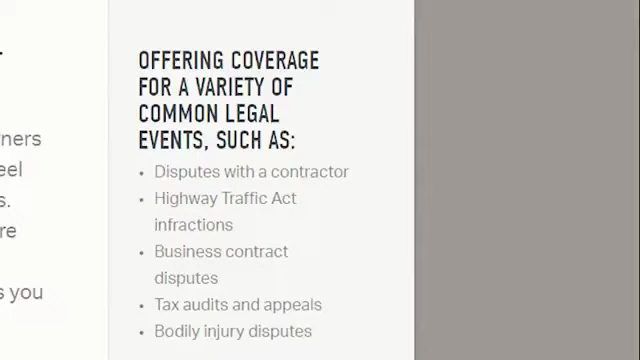 OFFERING COVERAGE
FOR A VARIETY OF
COMMON LEGAL
EVENTS, SUCH AS:
• Disputes with a contractor
• Highway Traffic Act
infractions
• Business contract
disputes
• Tax audits and appeals
• Bodily injury disputes
s you